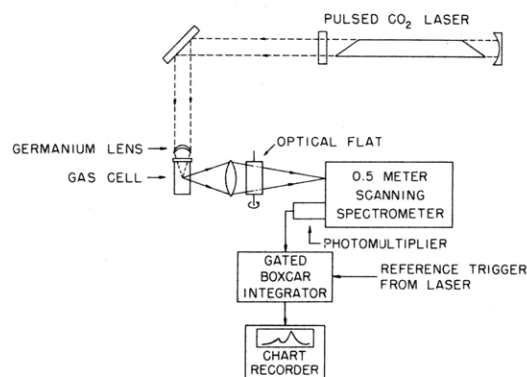 PULSED CO₂ LASER
GERMANIUM LENS
GAS CELL
OPTICAL FLAT
0.5 METER
SCANNING
SPECTROMETER
PHOTOMULTIPLIER
GATED
BOXCAR
INTEGRATOR
REFERENCE TRIGGER
FROM LASER
CHART
RECORDER